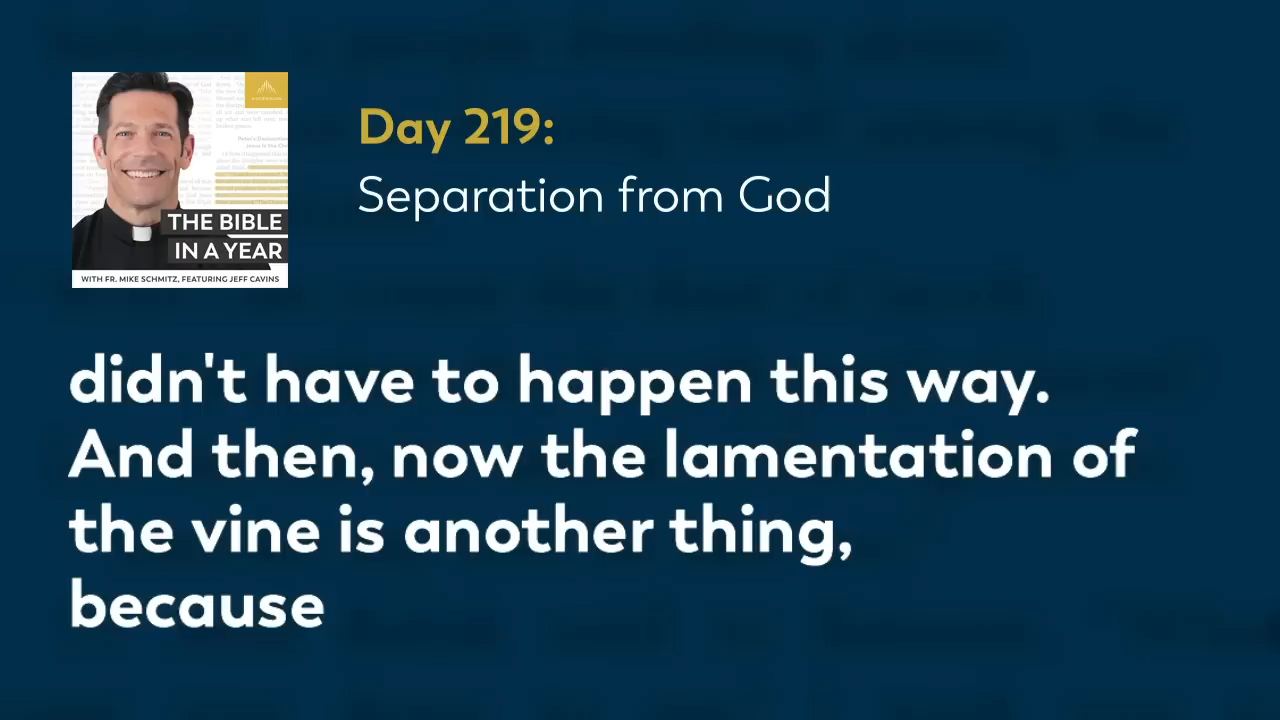 THE BIBLE
IN A YEAR
WITH FR. MIKE SCHMITZ, FEATURING JEFF CAVINS
Day 219:
Separation from God
didn't have to happen this way.
And then, now the lamentation of
the vine is another thing,
because